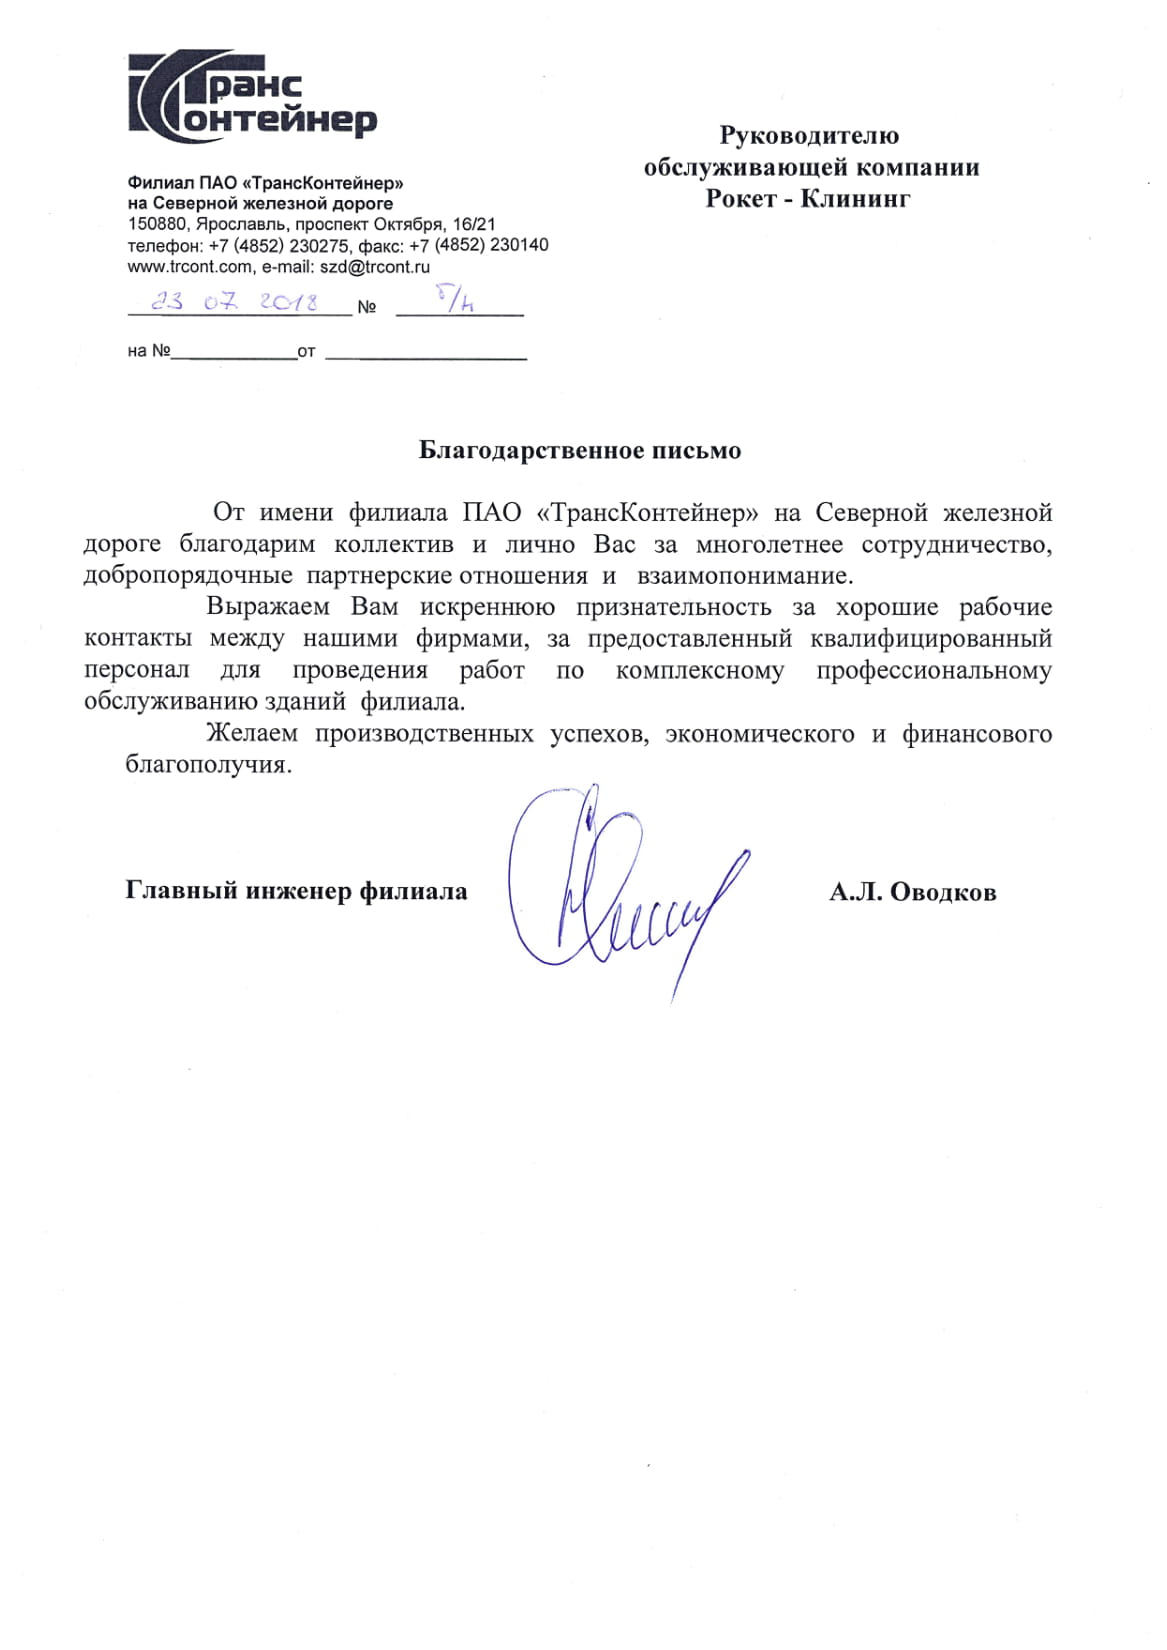 Транс
Контейнер
Филиал ПАО «ТрансКонтейнер»
на Северной железной дороге
150880, Ярославль, проспект Октября, 16/21
телефон: +7 (4852) 230275, факс: +7 (4852) 230140
www.trcont.com, e-mail: szd@trcont.ru
23 07 2018 № б/н
на №____________от ____________________
Руководителю
обслуживающей компании
Рокет - Клининг
Благодарственное письмо
От имени филиала ПАО «ТрансКонтейнер» на Северной железной
дороге благодарим коллектив и лично Вас за многолетнее сотрудничество,
добропорядочные партнерские отношения и взаимопонимание.
Выражаем Вам искреннюю признательность за хорошие рабочие
контакты между нашими фирмами, за предоставленный квалифицированный
персонал для проведения работ по комплексному профессиональному
обслуживанию зданий филиала.
Желаем производственных успехов, экономического и финансового
благополучия.
Главный инженер филиала А.Л. Оводков